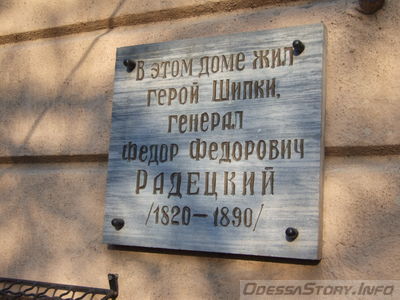 В ЭТОМ ДОМЕ ЖИЛ
ГЕРОЙ ШИПКИ,
ГЕНЕРАЛ
ФЕДОР ФЕДОРОВИЧ
РАДЕЦКИЙ
/1820-1890/
ODESSASTORY.INFO